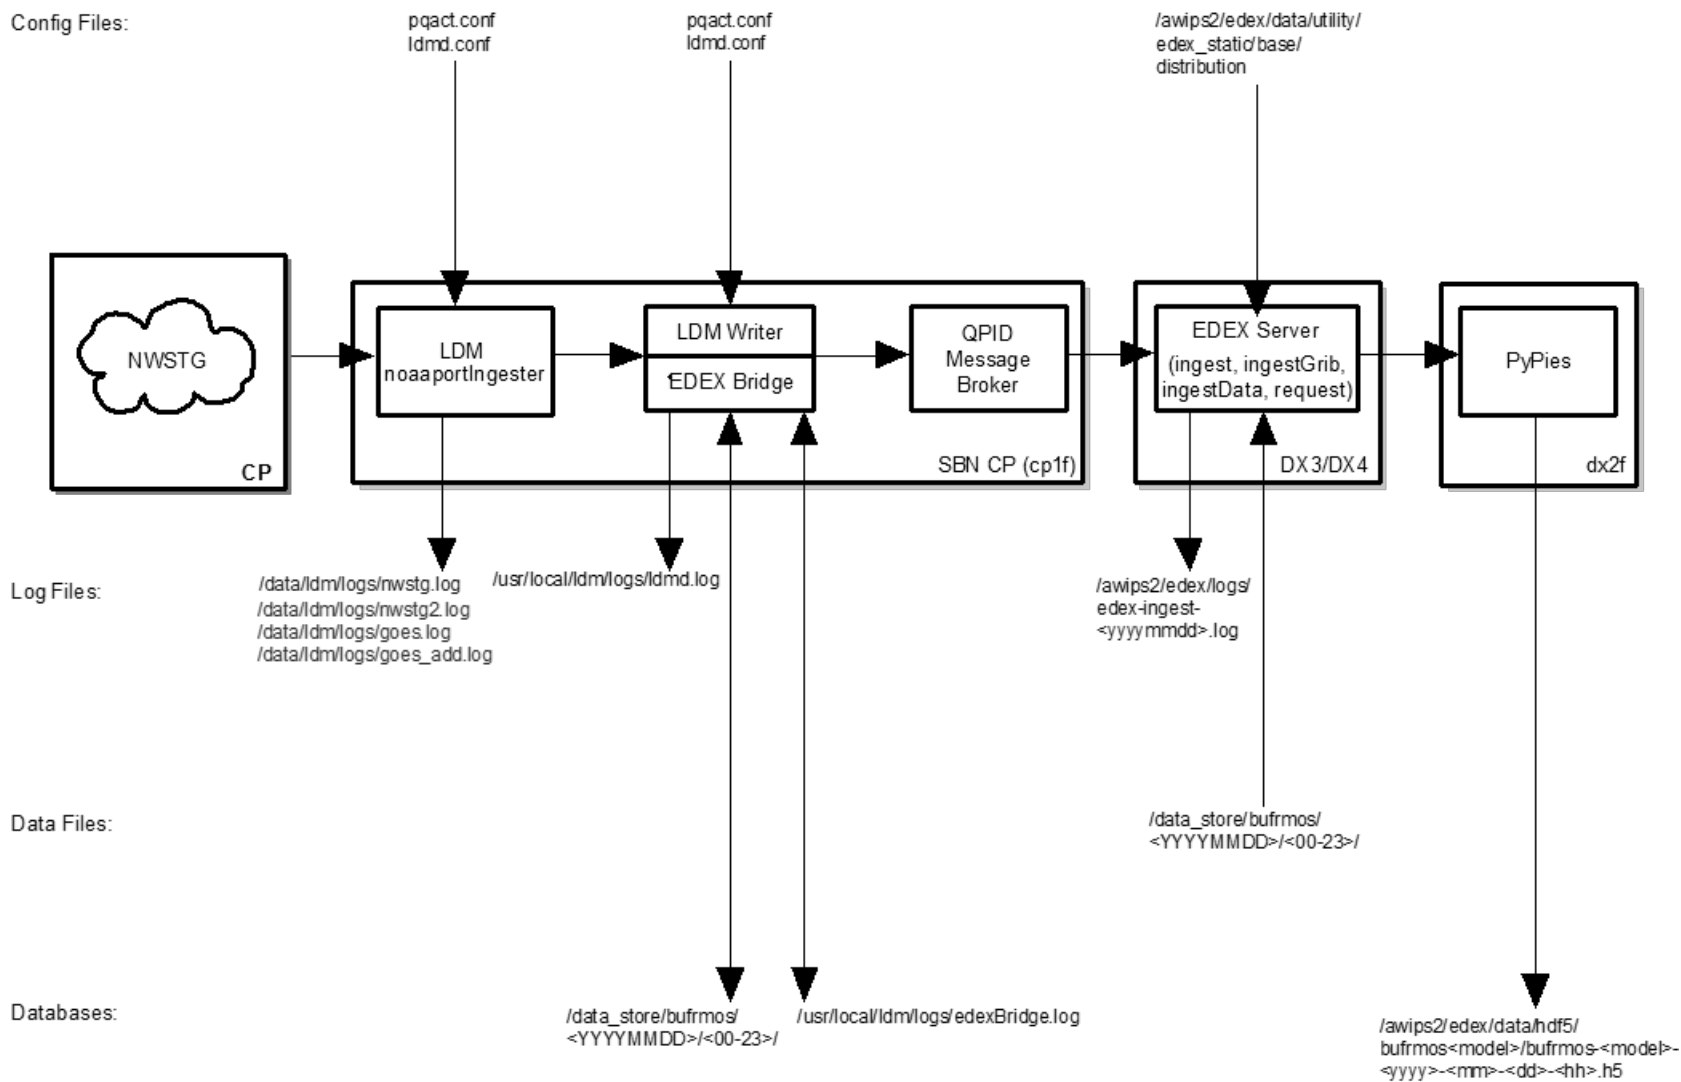 Config Files:
pqact.conf
ldmd.conf
pqact.conf
ldmd.conf
/awips2/edex/data/utility/
edex_static/base/
distribution
NWSTG
CP
LDM
noaaportIngester
LDM Writer
EDEX Bridge
QPID
Message
Broker
SBN CP (cp1f)
EDEX Server
(ingest, ingestGrib,
ingestData, request)
DX3/DX4
PyPies
dx2f
Log Files:
/data/ldm/logs/nwstg.log
/data/ldm/logs/nwstg2.log
/data/ldm/logs/goes.log
/data/ldm/logs/goes_add.log
/usr/local/ldm/logs/ldmd.log
/awips2/edex/logs/
edex-ingest-
<yyyymmdd>.log
Data Files:
/data_store/bufrmos/
<YYYYMMDD>/<00-23>/
Databases:
/data_store/bufrmos/
<YYYYMMDD>/<00-23>/
/usr/local/ldm/logs/edexBridge.log
/awips2/edex/data/hdf5/
bufrmos<model>/bufrmos-<model>-
<yyyy>-<mm>-<dd>-<hh>.h5